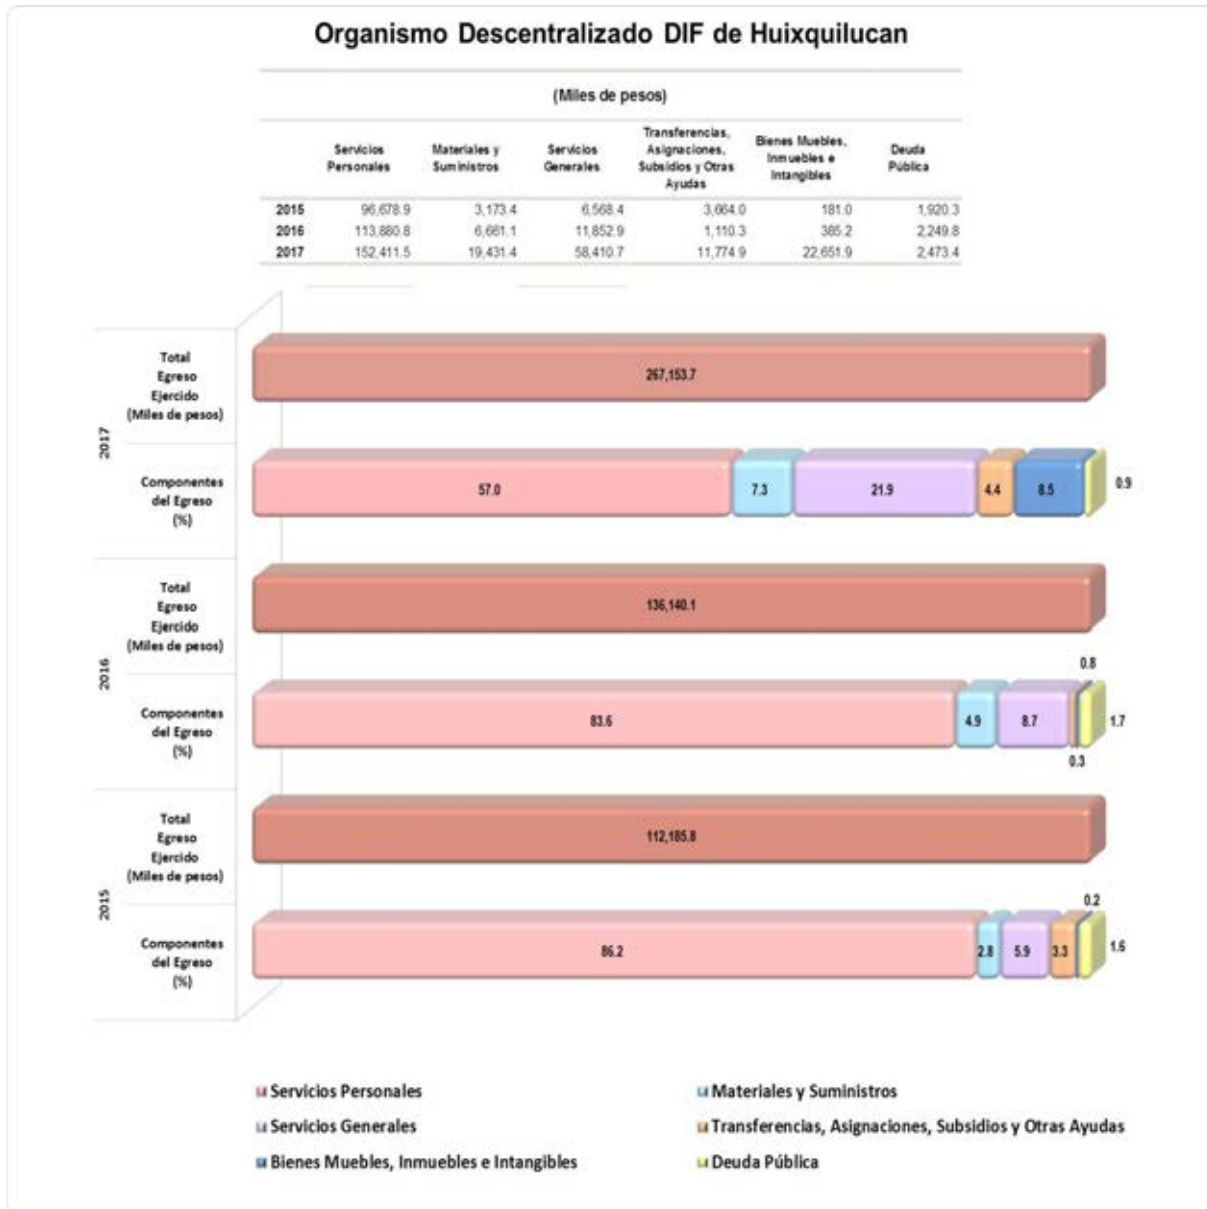 Organismo Descentralizado DIF de Huixquilucan
(Miles de pesos)
Servicios Personales
Materiales y Suministros
Servicios Generales
Transferencias, Asignaciones, Subsidios y Otras Ayudas
Bienes Muebles, Inmuebles e Intangibles
Deuda Pública
2015 96,678.9 3,173.4 6,568.4 3,664.0 181.0 1,920.3
2016 113,880.8 6,661.1 11,852.9 1,110.3 385.2 2,249.8
2017 152,411.5 19,431.4 58,410.7 11,774.9 22,651.9 2,473.4
2017
Total
Egreso
Ejercido
(Miles de pesos)
267,153.7
Componentes
del Egreso
(%)
57.0 7.3 21.9 4.4 8.5 0.9
2016
Total
Egreso
Ejercido
(Miles de pesos)
136,140.1
Componentes
del Egreso
(%)
83.6 4.9 8.7 0.8 0.3 1.7
2015
Total
Egreso
Ejercido
(Miles de pesos)
112,185.8
Componentes
del Egreso
(%)
86.2 2.8 5.9 3.3 0.2 1.6
Servicios Personales
Materiales y Suministros
Servicios Generales
Transferencias, Asignaciones, Subsidios y Otras Ayudas
Bienes Muebles, Inmuebles e Intangibles
Deuda Pública